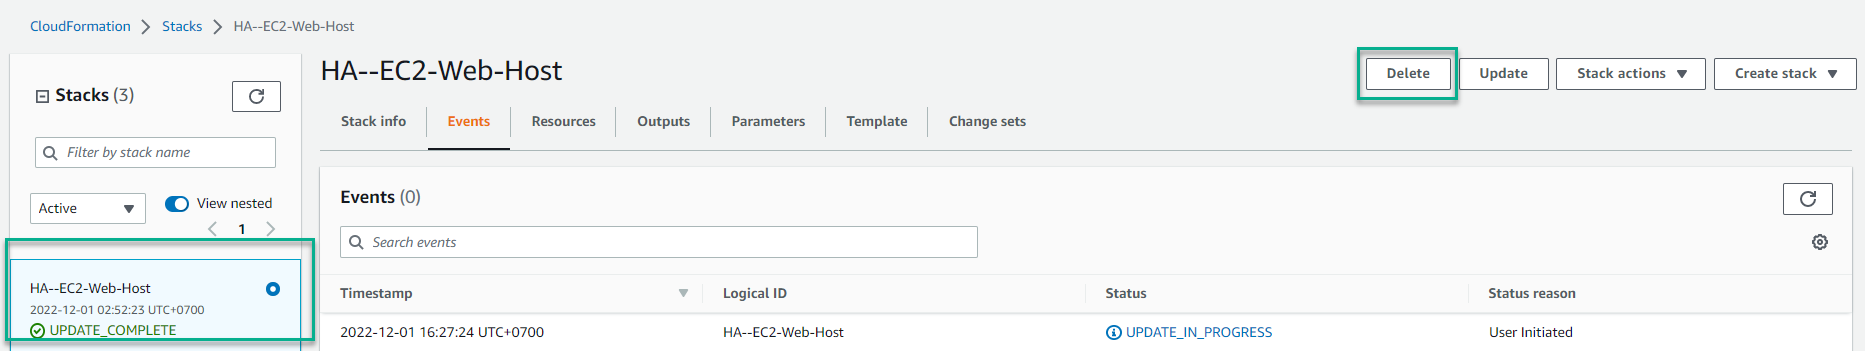 CloudFormation > Stacks > HA--EC2-Web-Host
Stacks (3)
Filter by stack name
Active
View nested
1
HA--EC2-Web-Host
2022-12-01 02:52:23 UTC+0700
UPDATE_COMPLETE
HA--EC2-Web-Host
Delete
Update
Stack actions
Create stack
Stack info
Events
Resources
Outputs
Parameters
Template
Change sets
Events (0)
Search events
Timestamp
Logical ID
Status
Status reason
2022-12-01 16:27:24 UTC+0700
HA--EC2-Web-Host
UPDATE_IN_PROGRESS
User Initiated